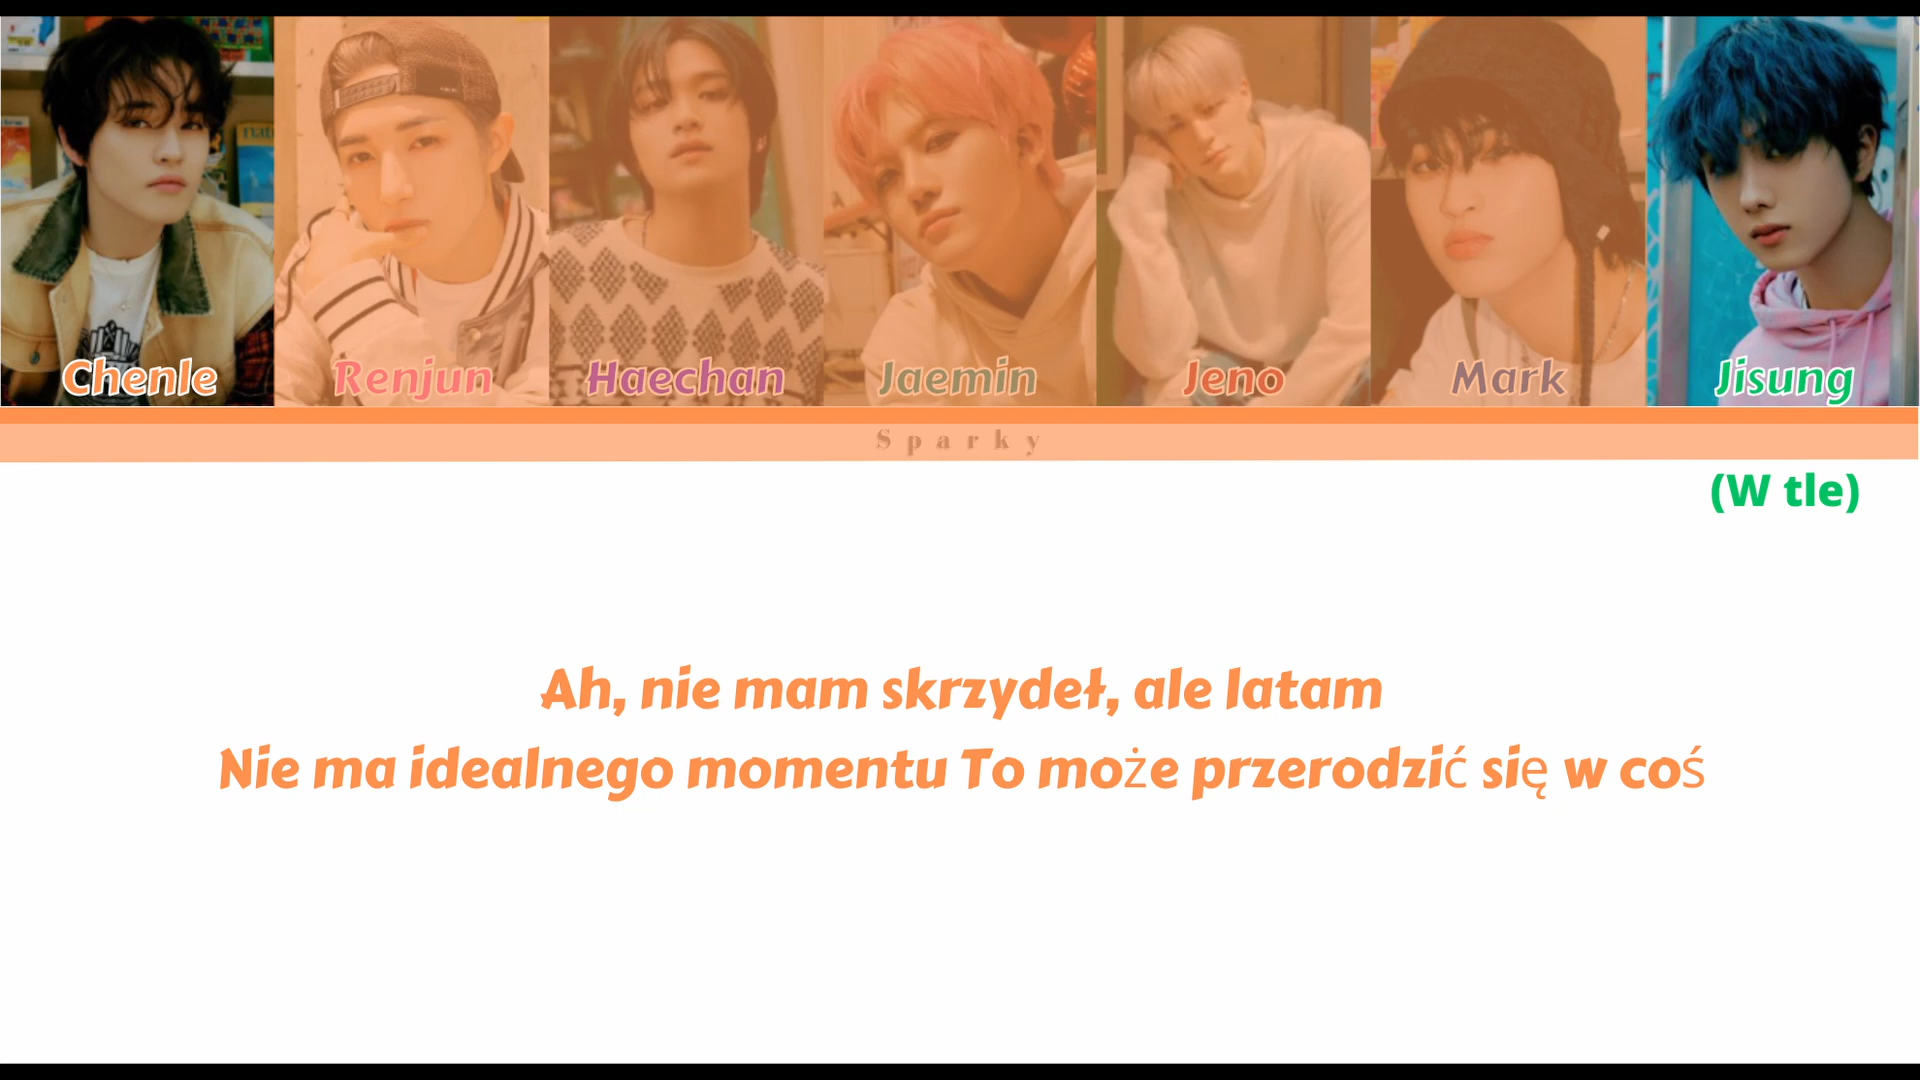 Chenle Renjun Haechan Jaemin Jeno Mark Jisung
Sparky
(W tle)
Ah, nie mam skrzydeł, ale latam
Nie ma idealnego momentu To może przerodzić się w coś